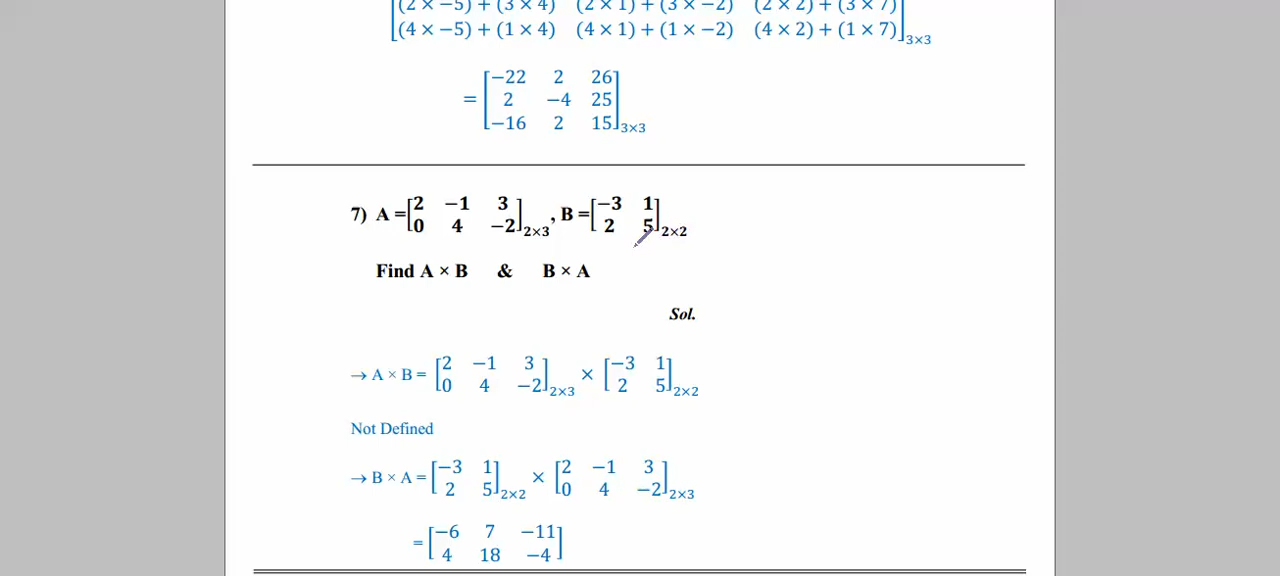 [(2 × −5) + (3 × 4) (2 × 1) + (3 × −2) (2 × 2) + (3 × 7)
(4 × −5) + (1 × 4) (4 × 1) + (1 × −2) (4 × 2) + (1 × 7)]3×3
[−22 2 26
= 2 −4 25
−16 2 15]3×3
7) A =[2 −1 3
0 4 −2]2×3, B =[−3 1
2 5]2×2
Find A × B & B × A
Sol.
→ A × B = [2 −1 3
0 4 −2]2×3 × [−3 1
2 5]2×2
Not Defined
→ B × A = [−3 1
2 5]2×2 × [2 −1 3
0 4 −2]2×3
= [−6 7 −11
4 18 −4]